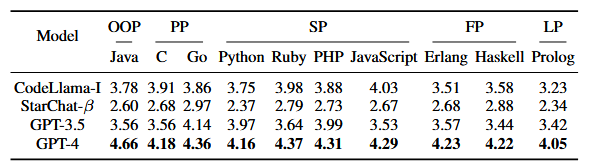 Model OOP PP SP FP LP
Java C Go Python Ruby PHP JavaScript Erlang Haskell Prolog
CodeLlama-I 3.78 3.91 3.86 3.75 3.98 3.88 4.03 3.51 3.58 3.23
StarChat-β 2.60 2.68 2.97 2.37 2.79 2.73 2.67 2.68 2.88 2.34
GPT-3.5 3.56 3.56 4.14 3.97 3.64 3.99 3.53 3.57 3.44 3.42
GPT-4 4.66 4.18 4.36 4.16 4.37 4.31 4.29 4.23 4.22 4.05